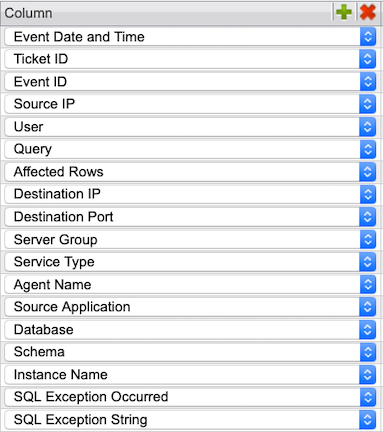 Column
Event Date and Time
Ticket ID
Event ID
Source IP
User
Query
Affected Rows
Destination IP
Destination Port
Server Group
Service Type
Agent Name
Source Application
Database
Schema
Instance Name
SQL Exception Occurred
SQL Exception String